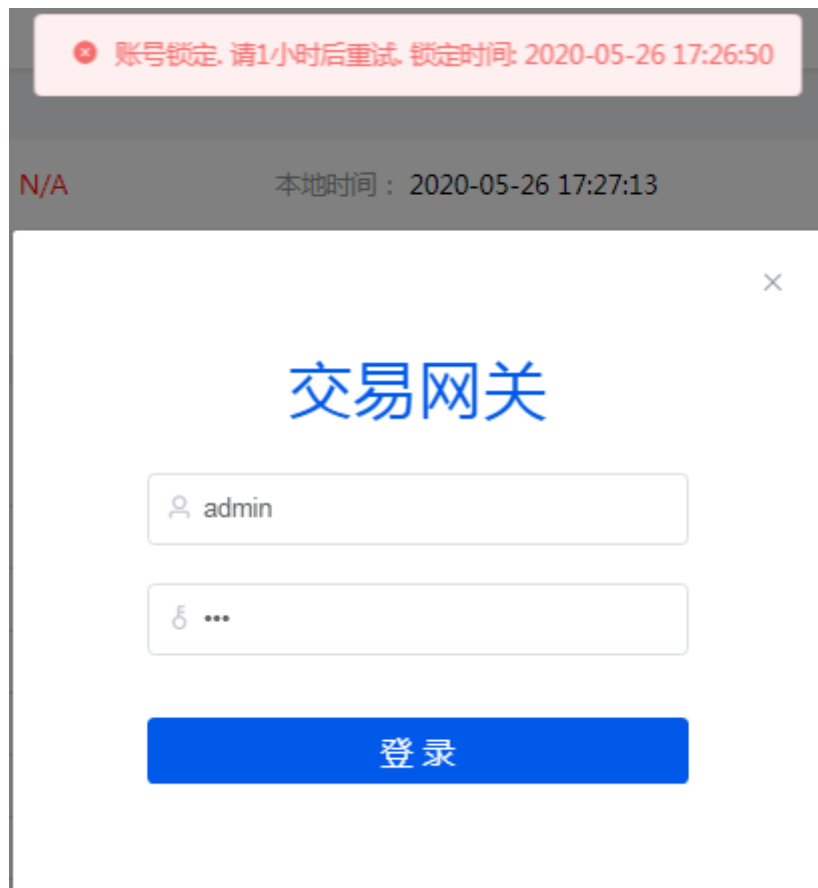 账号锁定. 请1小时后重试. 锁定时间: 2020-05-26 17:26:50
N/A 本地时间： 2020-05-26 17:27:13
交易网关
admin
•••
登录